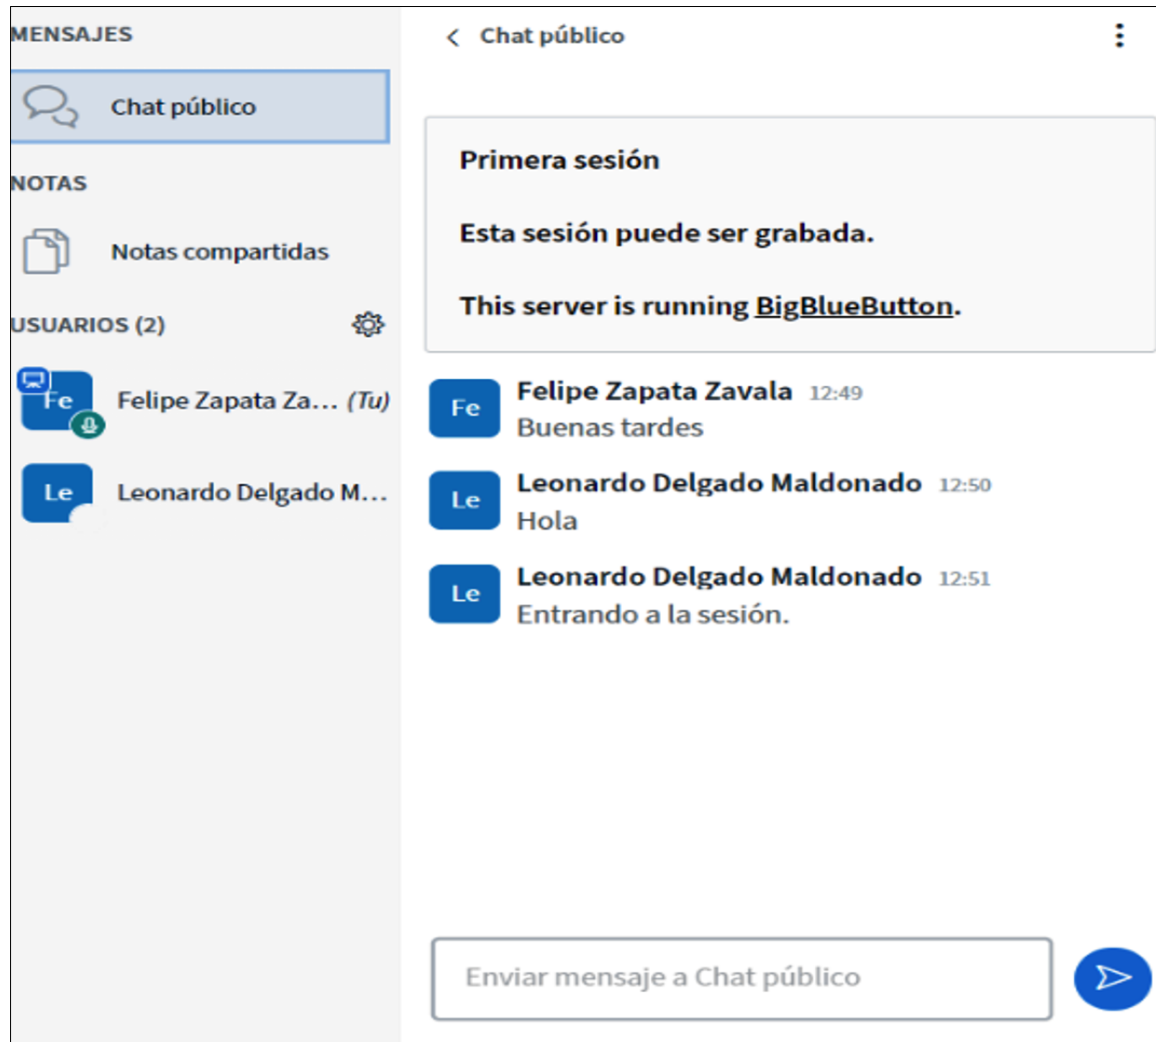 MENSAJES
Chat público
NOTAS
Notas compartidas
USUARIOS (2)
Fe
Felipe Zapata Za... (Tu)
Le
Leonardo Delgado M...
Chat público
Primera sesión
Esta sesión puede ser grabada.
This server is running BigBlueButton.
Fe
Felipe Zapata Zavala 12:49
Buenas tardes
Le
Leonardo Delgado Maldonado 12:50
Hola
Le
Leonardo Delgado Maldonado 12:51
Entrando a la sesión.
Enviar mensaje a Chat público